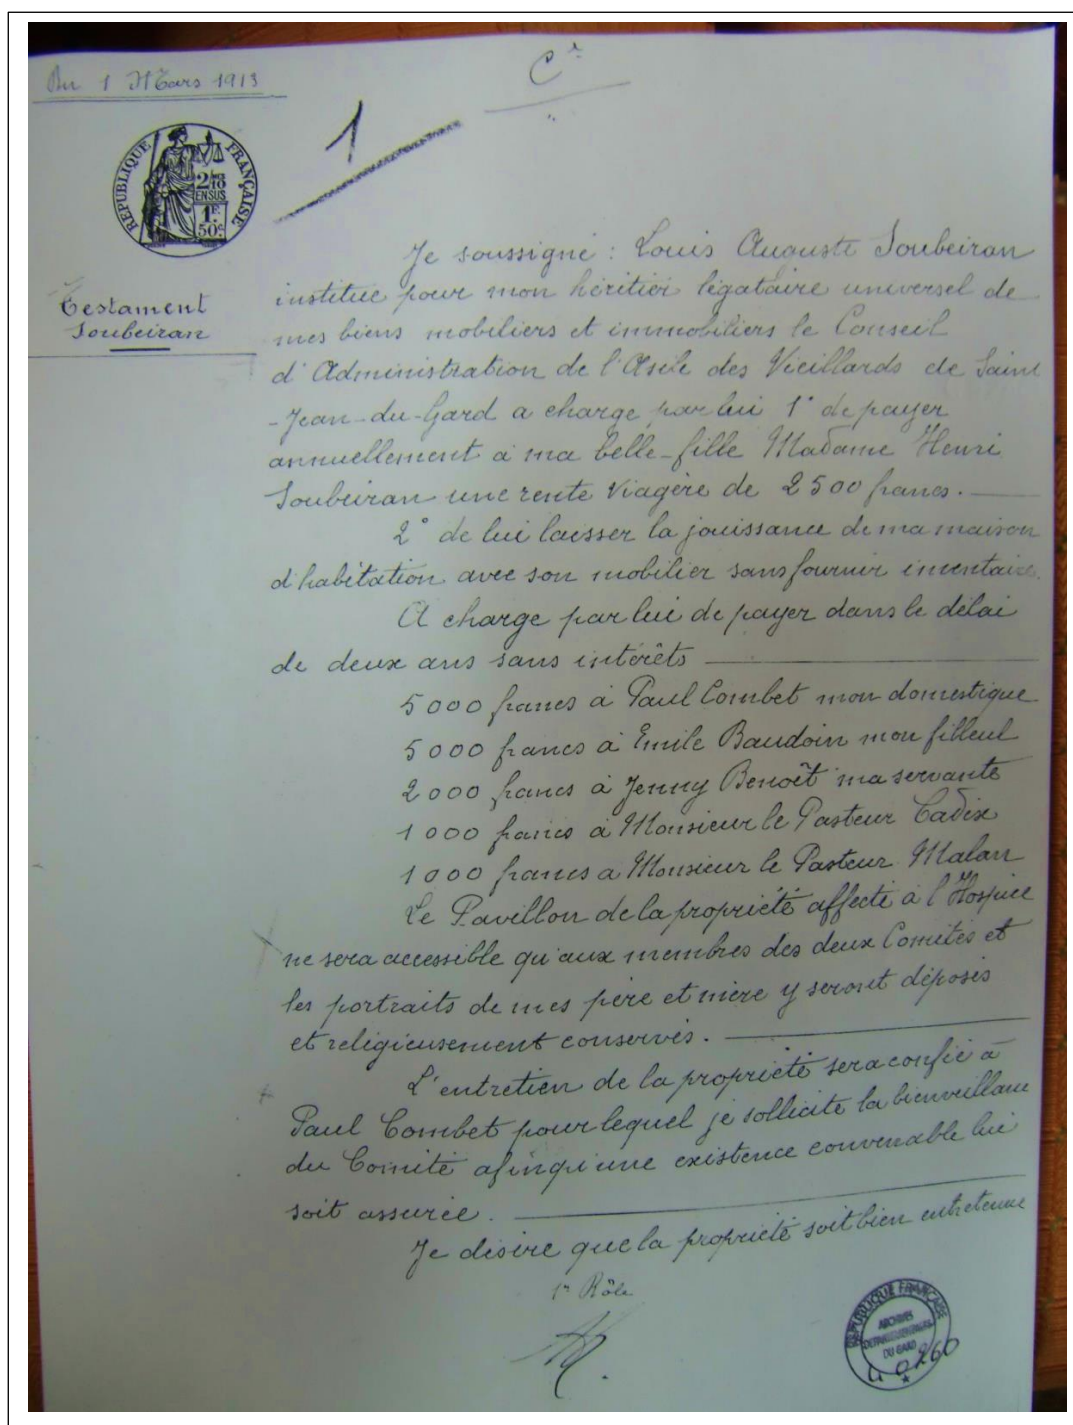 Du 1 Mars 1913
Ce
1
RÉPUBLIQUE FRANÇAISE
2/10
EN SUS
1F
50c
Testament
Soubeiran
Je soussigné : Louis Auguste Soubeiran
institue pour mon héritier légataire universel de
mes biens mobiliers et immobiliers le Conseil
d'Administration de l'Asile des Vieillards de Saint
-Jean-du-Gard a charge par lui 1° de payer
annuellement à ma belle-fille Madame Henri
Soubeiran une rente viagère de 2500 francs.
2° de lui laisser la jouissance de ma maison
d'habitation avec son mobilier sans fournir inventaire.
A charge par lui de payer dans le délai
de deux ans sans intérêts
5000 francs à Paul Combet mon domestique
5000 francs à Emile Baudoin mon filleul
2000 francs à Jenny Benoît ma servante
1000 francs à Monsieur le Pasteur Cadix
1000 francs a Monsieur le Pasteur Malan
Le Pavillon de la propriété affecté à l'Hospice
ne sera accessible qu'aux membres des deux Comités et
les portraits de mes père et mère y seront déposés
et religieusement conservés.
L'entretien de la propriété sera confié à
Paul Combet pour lequel je sollicite la bienveillance
du Comité afin qu'une existence convenable lui
soit assurée.
Je désire que la propriété soit bien entretenue
1er Rôle
RÉPUBLIQUE FRANÇAISE
ARCHIVES
DÉPARTEMENTALES
DU GARD